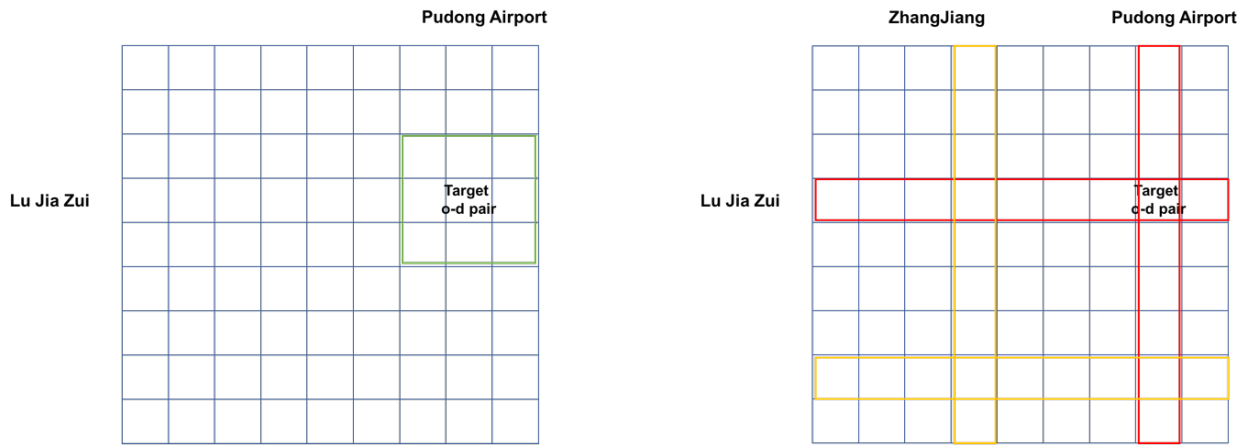 Pudong Airport
Lu Jia Zui
Target
o-d pair
ZhangJiang
Pudong Airport
Lu Jia Zui
Target
o-d pair